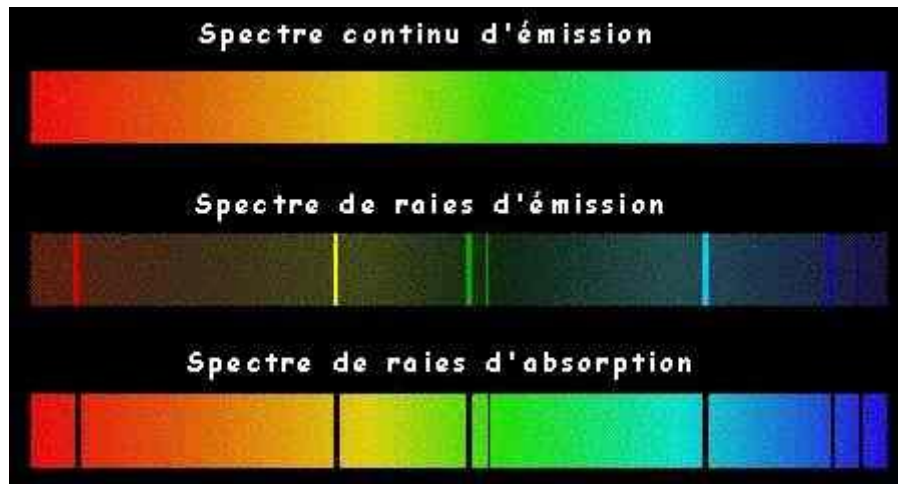 Spectre continu d'émission
Spectre de raies d'émission
Spectre de raies d'absorption